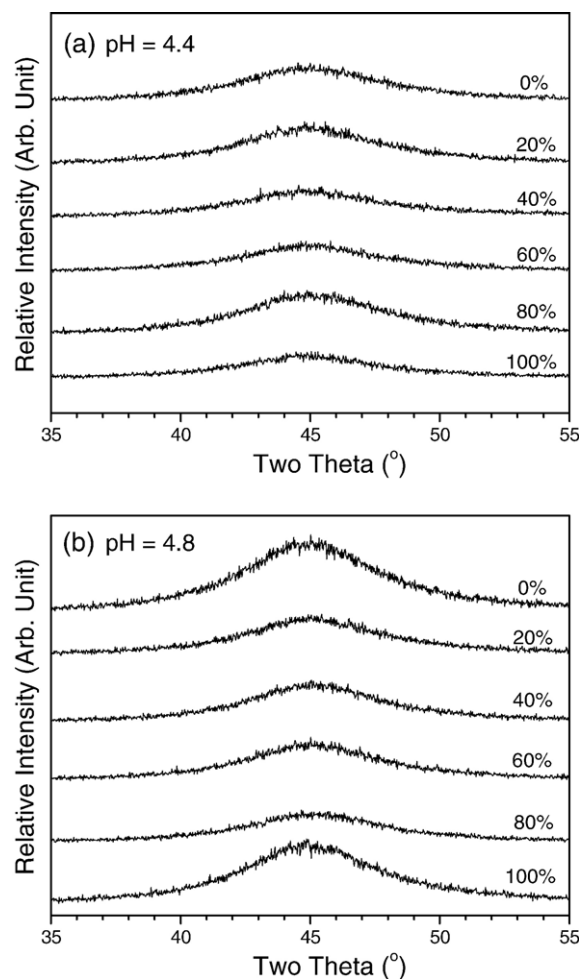 (a) pH = 4.4
0%
20%
40%
60%
80%
100%
Relative Intensity (Arb. Unit)
35 40 45 50 55
Two Theta (°)
(b) pH = 4.8
0%
20%
40%
60%
80%
100%
Relative Intensity (Arb. Unit)
35 40 45 50 55
Two Theta (°)